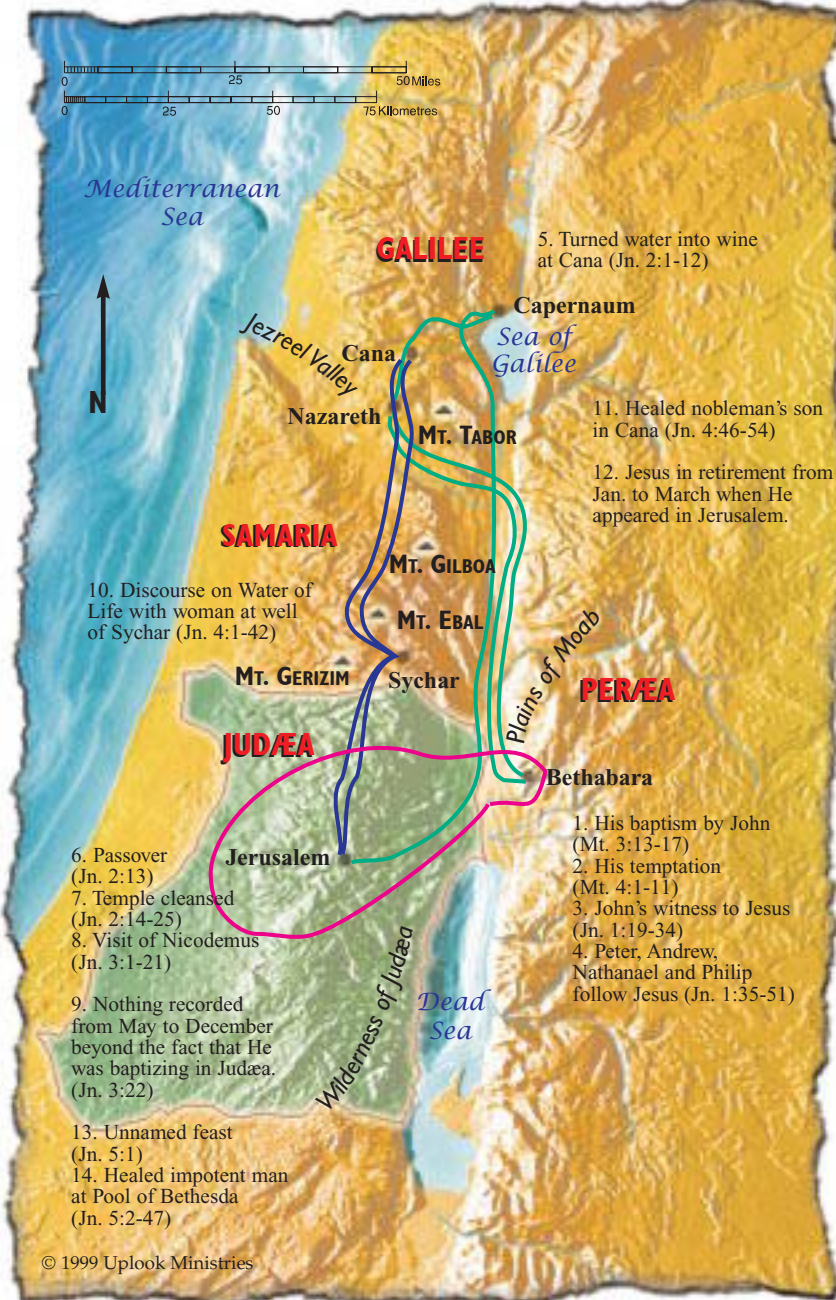 0 25 50 Miles
0 25 50 75 Kilometres
Mediterranean
Sea
GALILEE
5. Turned water into wine
at Cana (Jn. 2:1-12)
Capernaum
Sea of
Galilee
Jezreel Valley
Cana
N
Nazareth
MT. TABOR
11. Healed nobleman's son
in Cana (Jn. 4:46-54)
12. Jesus in retirement from
Jan. to March when He
appeared in Jerusalem.
SAMARIA
MT. GILBOA
10. Discourse on Water of
Life with woman at well
of Sychar (Jn. 4:1-42)
MT. EBAL
Plains of Moab
MT. GERIZIM
Sychar
PERÆA
JUDÆA
Bethabara
1. His baptism by John
(Mt. 3:13-17)
2. His temptation
(Mt. 4:1-11)
3. John's witness to Jesus
(Jn. 1:19-34)
4. Peter, Andrew,
Nathanael and Philip
follow Jesus (Jn. 1:35-51)
Jerusalem
6. Passover
(Jn. 2:13)
7. Temple cleansed
(Jn. 2:14-25)
8. Visit of Nicodemus
(Jn. 3:1-21)
9. Nothing recorded
from May to December
beyond the fact that He
was baptizing in Judæa.
(Jn. 3:22)
Wilderness of Judæa
Dead
Sea
13. Unnamed feast
(Jn. 5:1)
14. Healed impotent man
at Pool of Bethesda
(Jn. 5:2-47)
© 1999 Uplook Ministries